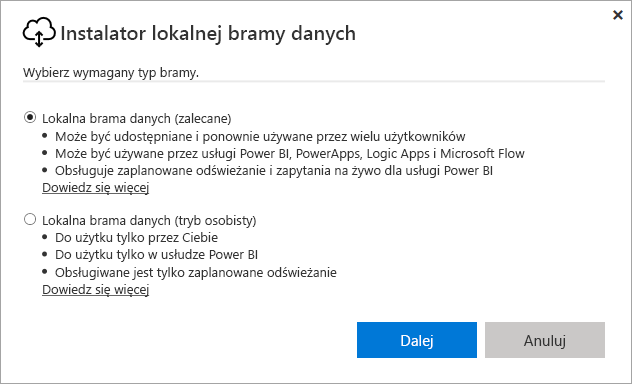 Instalator lokalnej bramy danych
Wybierz wymagany typ bramy.
Lokalna brama danych (zalecane)
• Może być udostępniane i ponownie używane przez wielu użytkowników
• Może być używane przez usługi Power BI, PowerApps, Logic Apps i Microsoft Flow
• Obsługuje zaplanowane odświeżanie i zapytania na żywo dla usługi Power BI
Dowiedz się więcej
Lokalna brama danych (tryb osobisty)
• Do użytku tylko przez Ciebie
• Do użytku tylko w usłudze Power BI
• Obsługiwane jest tylko zaplanowane odświeżanie
Dowiedz się więcej
Dalej
Anuluj